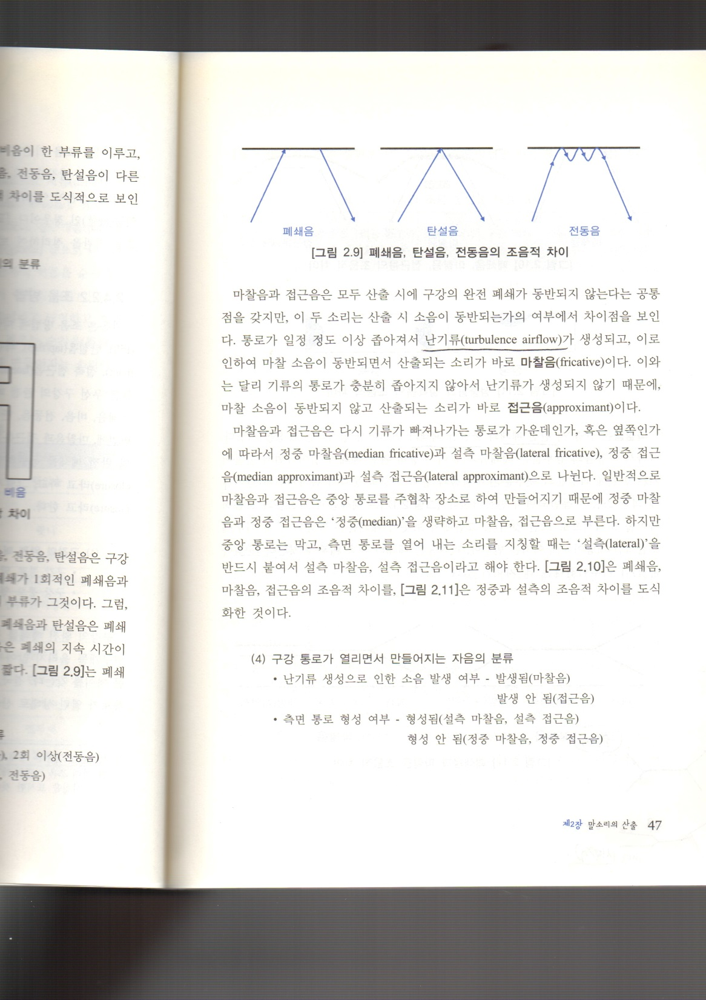 비음이 한 부류를 이루고,
전동음, 탄설음이 다른
차이를 도식적으로 보인
의 분류
비음
차이
전동음, 탄설음은 구강
폐쇄가 1회적인 폐쇄음과
부류가 그것이다. 그럼,
폐쇄음과 탄설음은 폐쇄
은 폐쇄의 지속 시간이
짧다. [그림 2.9]는 폐쇄
류
2회 이상(전동음)
전동음)
폐쇄음 탄설음 전동음
[그림 2.9] 폐쇄음, 탄설음, 전동음의 조음적 차이
마찰음과 접근음은 모두 산출 시에 구강의 완전 폐쇄가 동반되지 않는다는 공통
점을 갖지만, 이 두 소리는 산출 시 소음이 동반되는가의 여부에서 차이점을 보인
다. 통로가 일정 정도 이상 좁아져서 난기류(turbulence airflow)가 생성되고, 이로
인하여 마찰 소음이 동반되면서 산출되는 소리가 바로 마찰음(fricative)이다. 이와
는 달리 기류의 통로가 충분히 좁아지지 않아서 난기류가 생성되지 않기 때문에,
마찰 소음이 동반되지 않고 산출되는 소리가 바로 접근음(approximant)이다.
마찰음과 접근음은 다시 기류가 빠져나가는 통로가 가운데인가, 혹은 옆쪽인가
에 따라서 정중 마찰음(median fricative)과 설측 마찰음(lateral fricative), 정중 접근
음(median approximant)과 설측 접근음(lateral approximant)으로 나뉜다. 일반적으로
마찰음과 접근음은 중앙 통로를 주협착 장소로 하여 만들어지기 때문에 정중 마찰
음과 정중 접근음은 ‘정중(median)’을 생략하고 마찰음, 접근음으로 부른다. 하지만
중앙 통로는 막고, 측면 통로를 열어 내는 소리를 지칭할 때는 ‘설측(lateral)’을
반드시 붙여서 설측 마찰음, 설측 접근음이라고 해야 한다. [그림 2.10]은 폐쇄음,
마찰음, 접근음의 조음적 차이를, [그림 2.11]은 정중과 설측의 조음적 차이를 도식
화한 것이다.
(4) 구강 통로가 열리면서 만들어지는 자음의 분류
• 난기류 생성으로 인한 소음 발생 여부 - 발생됨(마찰음)
발생 안 됨(접근음)
• 측면 통로 형성 여부 - 형성됨(설측 마찰음, 설측 접근음)
형성 안 됨(정중 마찰음, 정중 접근음)
제2장 말소리의 산출 47